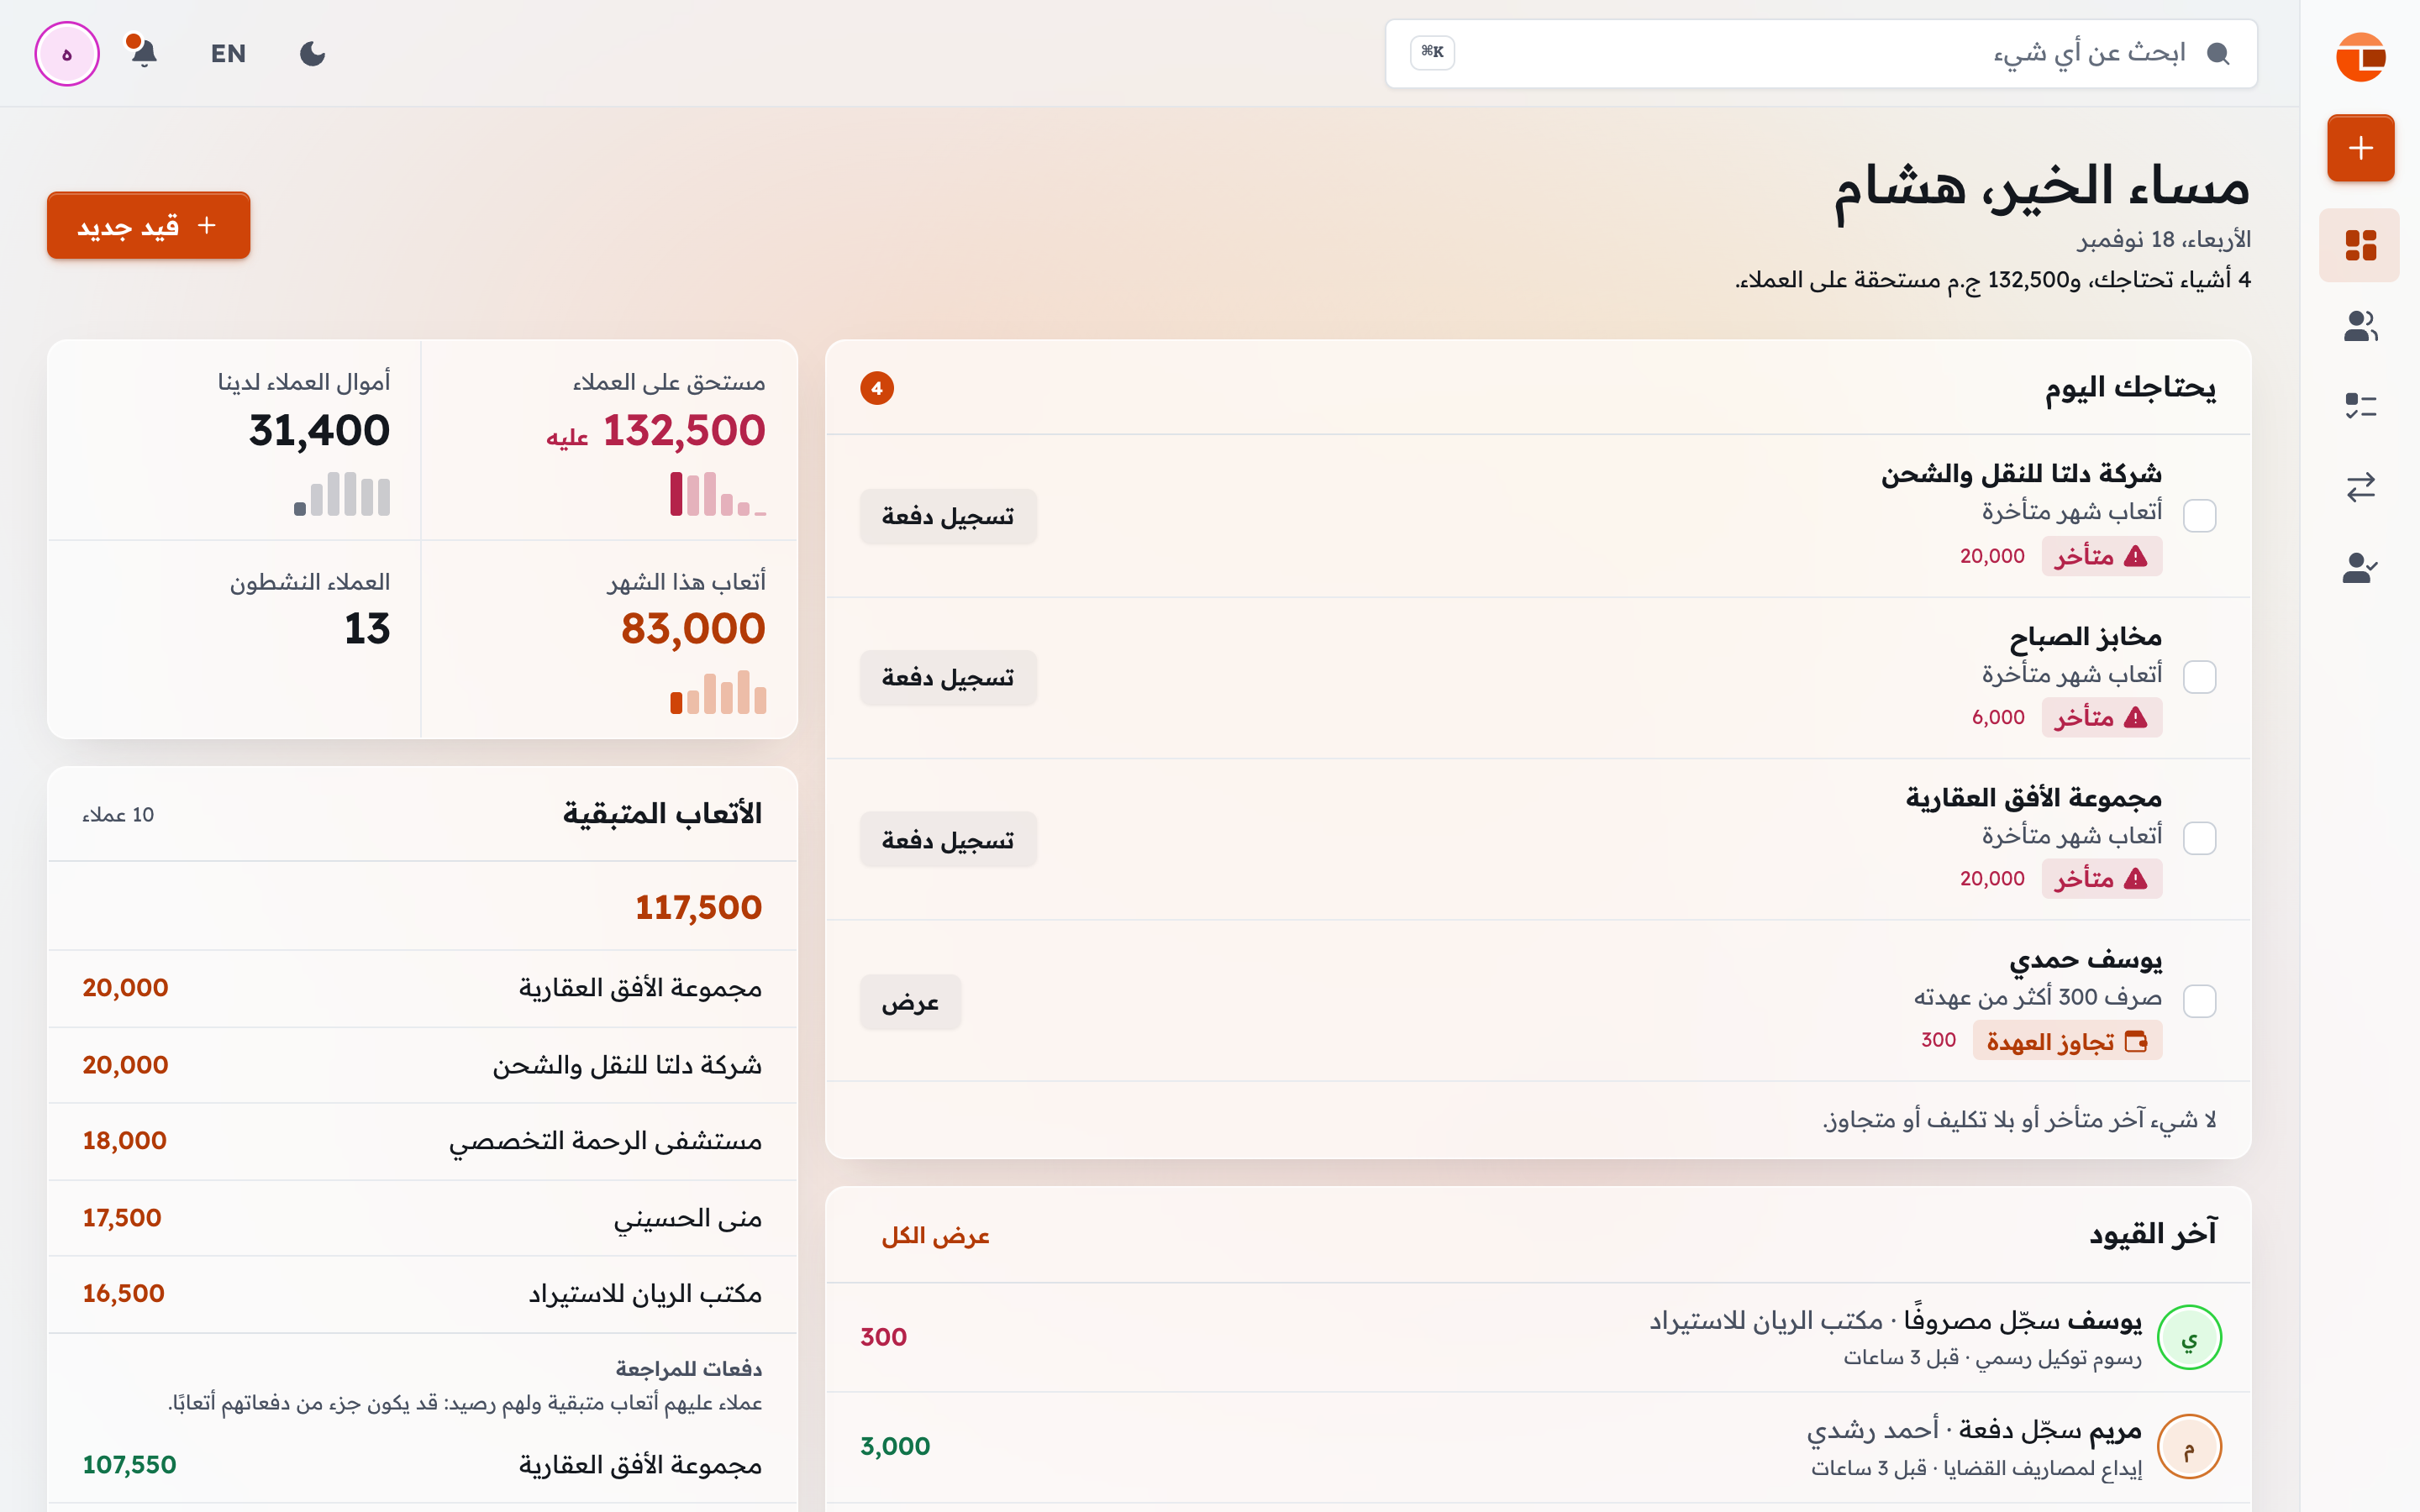 ابحث عن أي شيء
⌘K
EN
ه
مساء الخير، هشام
الأربعاء، 18 نوفمبر
4 أشياء تحتاجك، و132,500 ج.م مستحقة على العملاء.
+ قيد جديد
يحتاجك اليوم
4
شركة دلتا للنقل والشحن
أتعاب شهر متأخرة
متأخر 20,000
تسجيل دفعة
مخابز الصباح
أتعاب شهر متأخرة
متأخر 6,000
تسجيل دفعة
مجموعة الأفق العقارية
أتعاب شهر متأخرة
متأخر 20,000
تسجيل دفعة
يوسف حمدي
صرف 300 أكثر من عهدته
تجاوز العهدة 300
عرض
لا شيء آخر متأخر أو بلا تكليف أو متجاوز.
آخر القيود
عرض الكل
ي
يوسف سجّل مصروفًا · مكتب الريان للاستيراد
رسوم توكيل رسمي · قبل 3 ساعات
300
م
مريم سجّل دفعة · أحمد رشدي
إيداع لمصاريف القضايا · قبل 3 ساعات
3,000
مستحق على العملاء
132,500 عليه
أموال العملاء لدينا
31,400
أتعاب هذا الشهر
83,000
العملاء النشطون
13
الأتعاب المتبقية
10 عملاء
117,500
مجموعة الأفق العقارية 20,000
شركة دلتا للنقل والشحن 20,000
مستشفى الرحمة التخصصي 18,000
منى الحسيني 17,500
مكتب الريان للاستيراد 16,500
دفعات للمراجعة
عملاء عليهم أتعاب متبقية ولهم رصيد: قد يكون جزء من دفعاتهم أتعابًا.
مجموعة الأفق العقارية 107,550